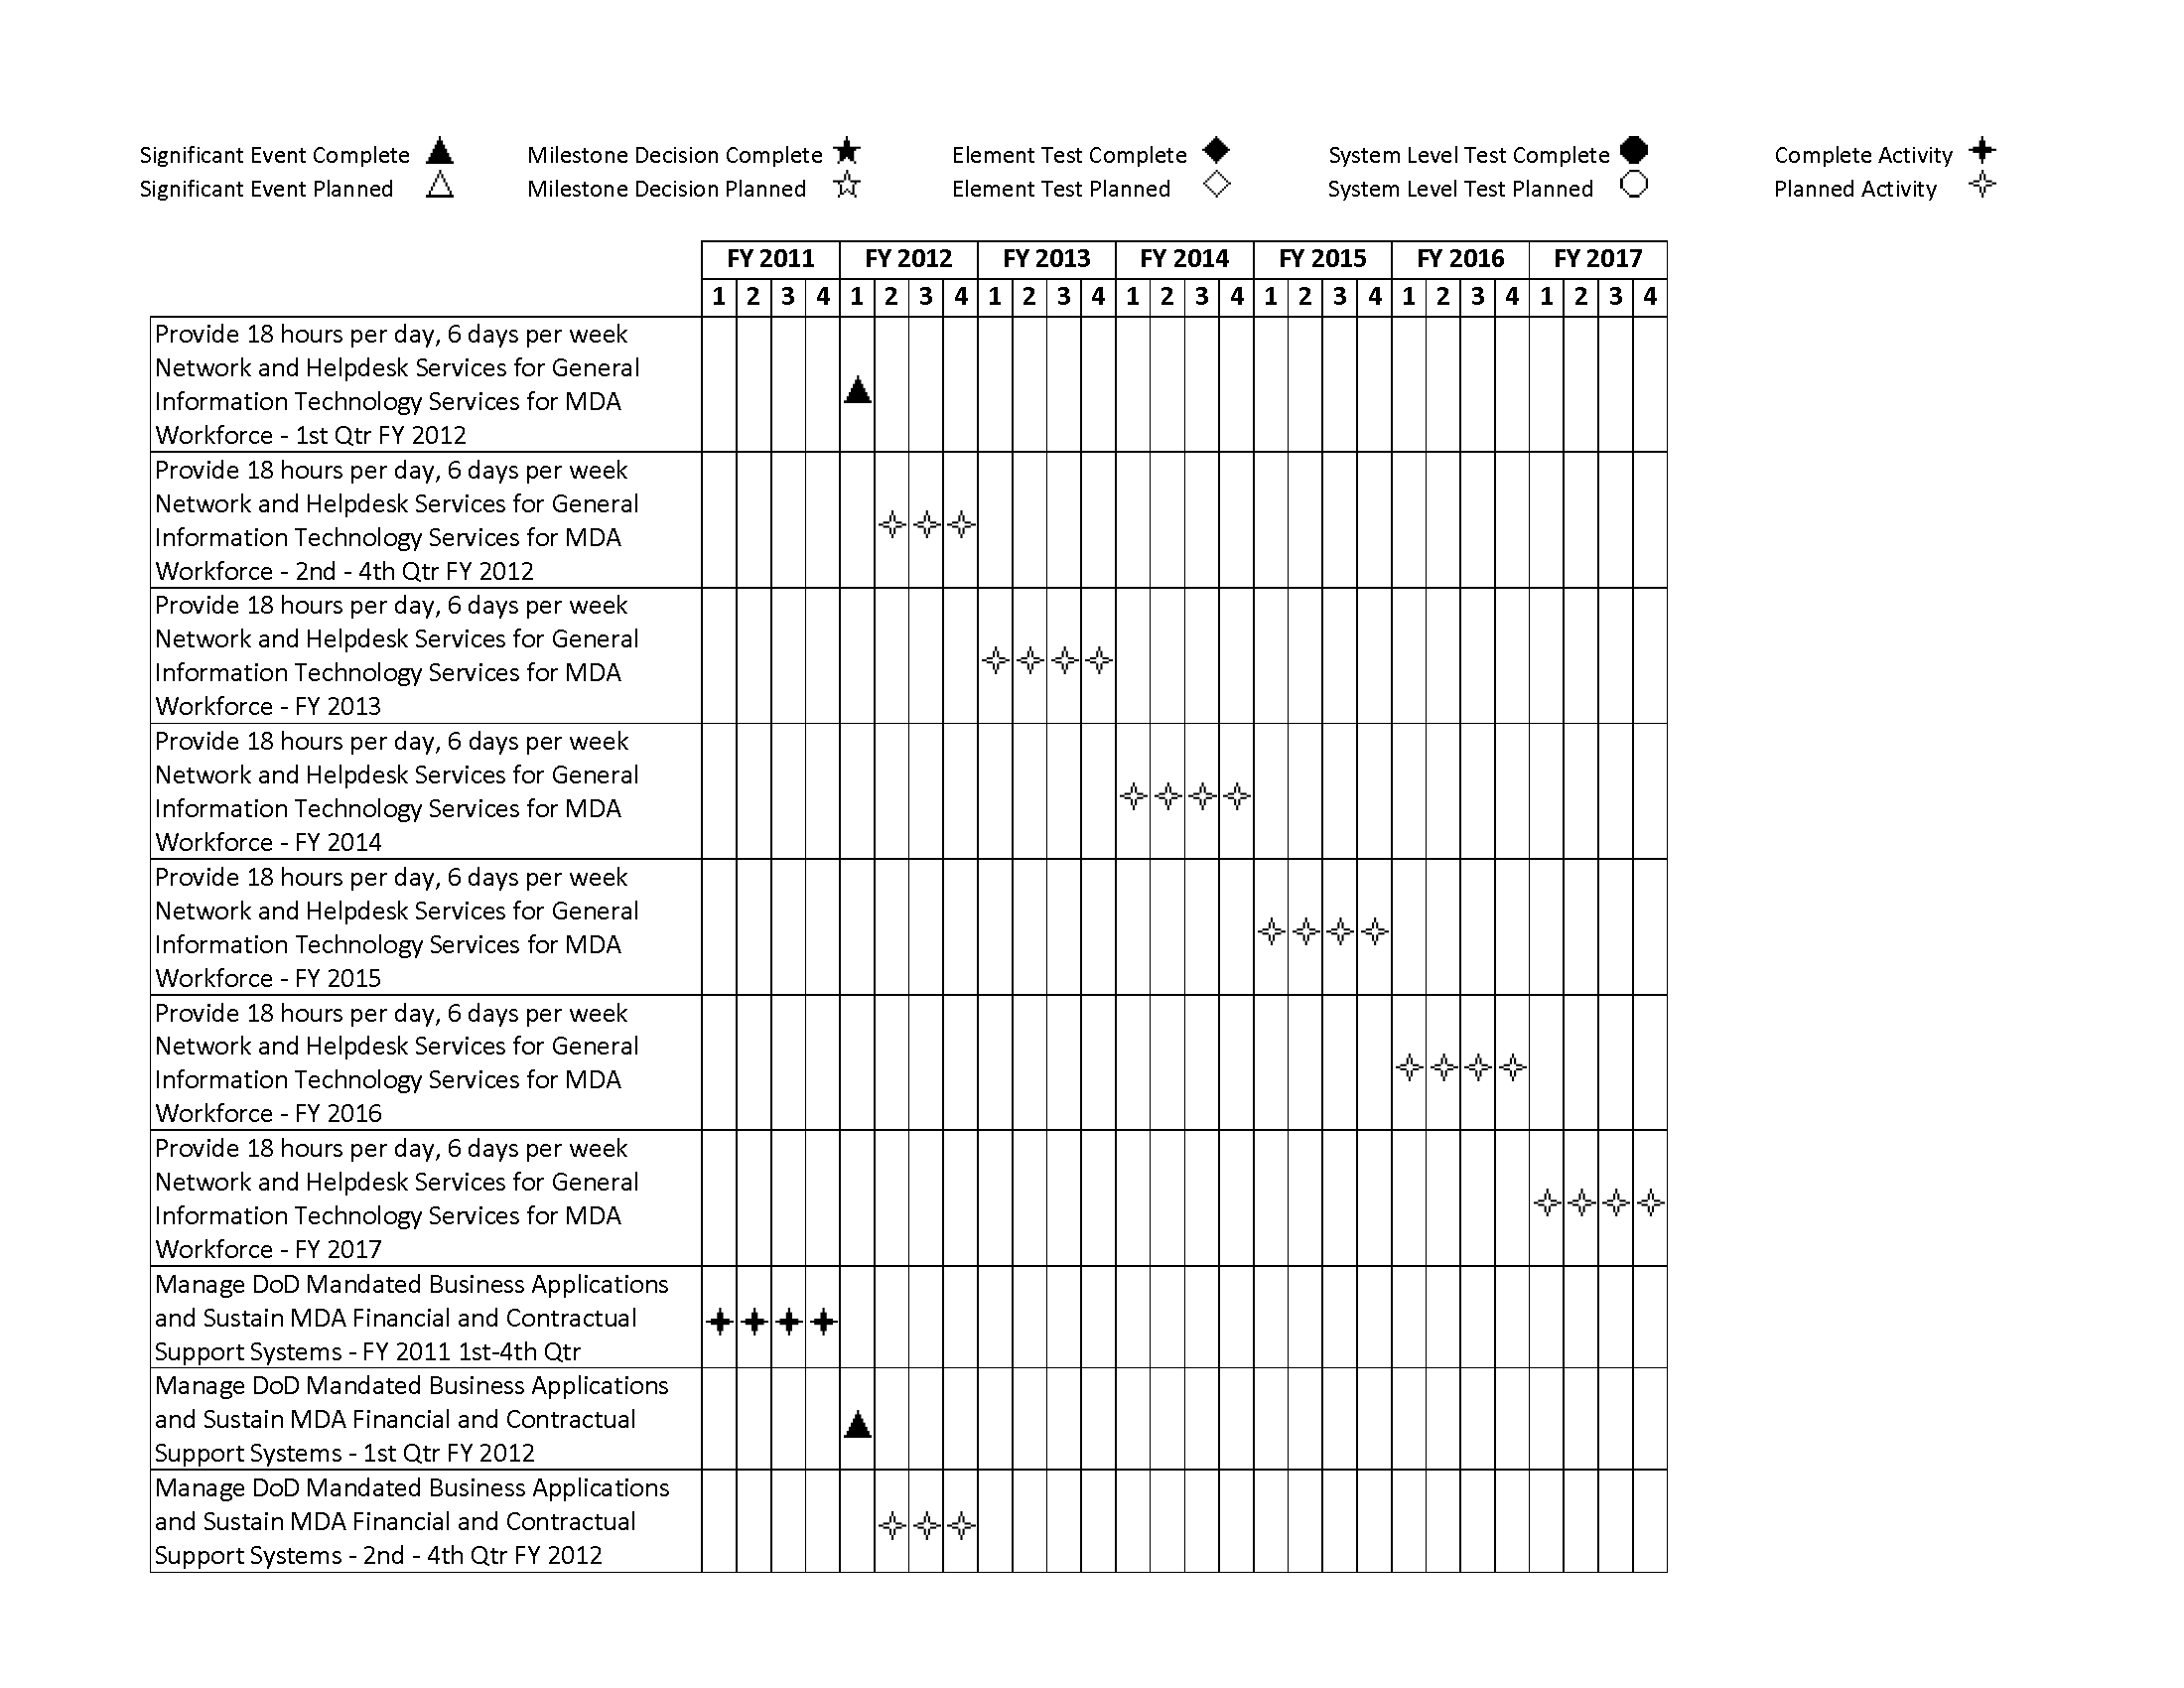 Significant Event Complete Milestone Decision Complete Element Test Complete System Level Test Complete Complete Activity
Significant Event Planned Milestone Decision Planned Element Test Planned System Level Test Planned Planned Activity
FY 2011 FY 2012 FY 2013 FY 2014 FY 2015 FY 2016 FY 2017
1 2 3 4 1 2 3 4 1 2 3 4 1 2 3 4 1 2 3 4 1 2 3 4 1 2 3 4
Provide 18 hours per day, 6 days per week
Network and Helpdesk Services for General
Information Technology Services for MDA
Workforce - 1st Qtr FY 2012
Provide 18 hours per day, 6 days per week
Network and Helpdesk Services for General
Information Technology Services for MDA
Workforce - 2nd - 4th Qtr FY 2012
Provide 18 hours per day, 6 days per week
Network and Helpdesk Services for General
Information Technology Services for MDA
Workforce - FY 2013
Provide 18 hours per day, 6 days per week
Network and Helpdesk Services for General
Information Technology Services for MDA
Workforce - FY 2014
Provide 18 hours per day, 6 days per week
Network and Helpdesk Services for General
Information Technology Services for MDA
Workforce - FY 2015
Provide 18 hours per day, 6 days per week
Network and Helpdesk Services for General
Information Technology Services for MDA
Workforce - FY 2016
Provide 18 hours per day, 6 days per week
Network and Helpdesk Services for General
Information Technology Services for MDA
Workforce - FY 2017
Manage DoD Mandated Business Applications
and Sustain MDA Financial and Contractual
Support Systems - FY 2011 1st-4th Qtr
Manage DoD Mandated Business Applications
and Sustain MDA Financial and Contractual
Support Systems - 1st Qtr FY 2012
Manage DoD Mandated Business Applications
and Sustain MDA Financial and Contractual
Support Systems - 2nd - 4th Qtr FY 2012